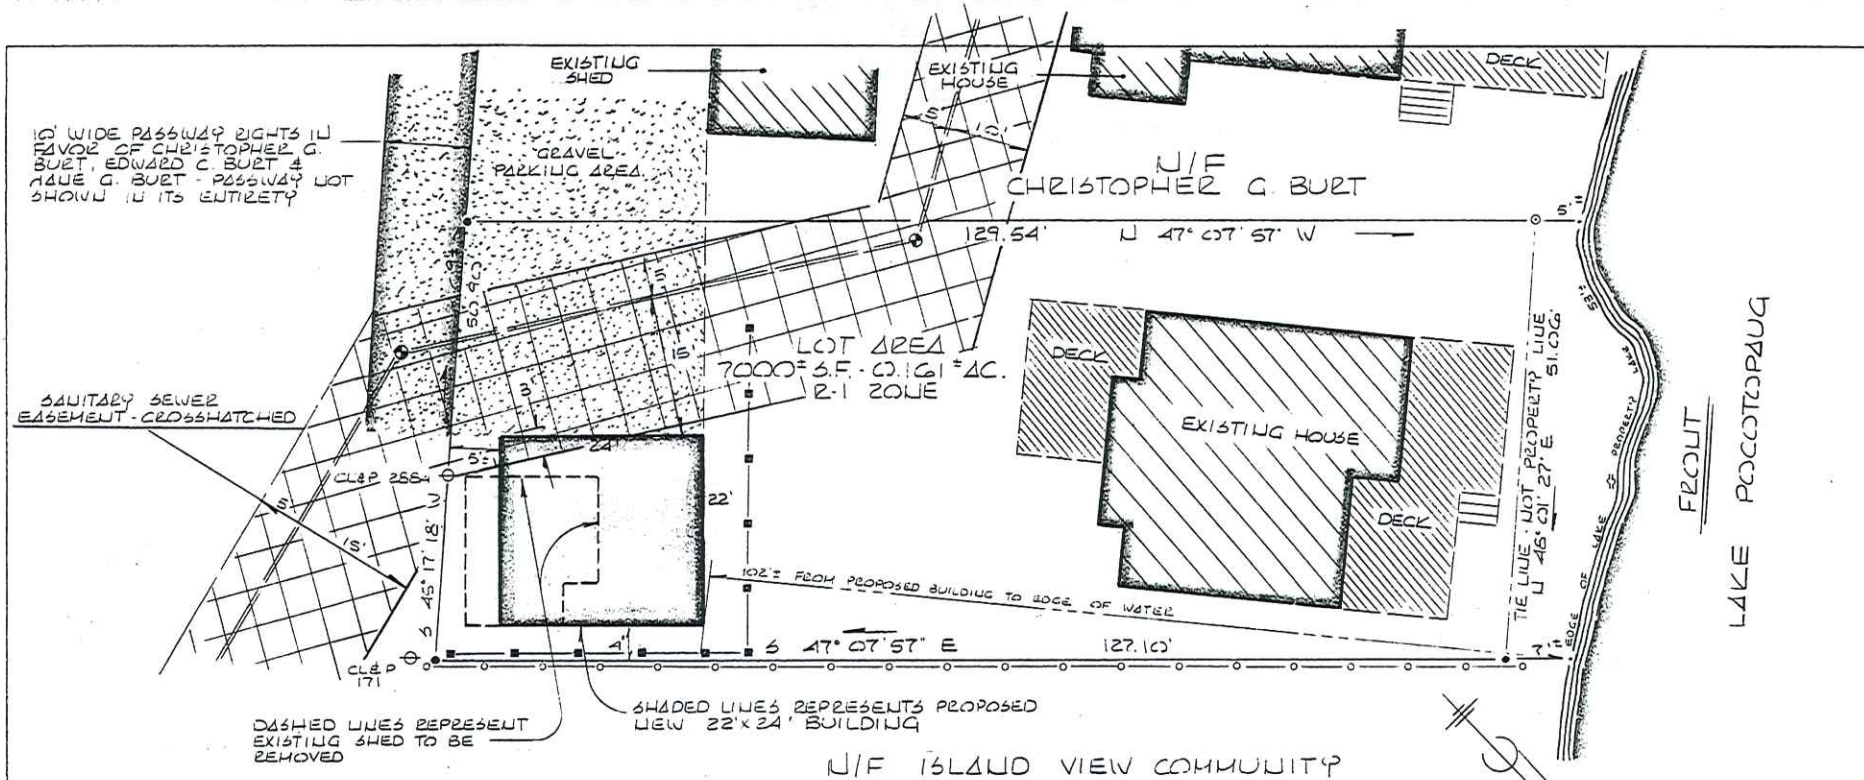 EXISTING
SHED
EXISTING
HOUSE
DECK
10' WIDE PASSWAY RIGHTS IN
FAVOR OF CHRISTOPHER G.
BURT, EDWARD C. BURT &
JANE G. BURT - PASSWAY NOT
SHOWN IN ITS ENTIRETY
GRAVEL
PARKING AREA
5
10'
N/F
CHRISTOPHER G. BURT
129.54'
N 47° 07' 57" W
5'±
50.40'
5
15
LOT AREA
7000± S.F. - 0.161± AC.
R-1 ZONE
DECK
EXISTING HOUSE
DECK
TIE LINE - NOT PROPERTY LINE
N 46° 01' 27" E
51.06'
53'±
EDGE OF LAKE & PROPERTY LINE
FRONT
LAKE POCOTOPAUG
SANITARY SEWER
EASEMENT - CROSSHATCHED
3'
5'±
24'
22'
CL&P 2884
5
15'
S 45° 17' 18" W
102'± FROM PROPOSED BUILDING TO EDGE OF WATER
4'
S 47° 07' 57" E
127.10'
7'±
CL&P
171
DASHED LINES REPRESENT
EXISTING SHED TO BE
REMOVED
SHADED LINES REPRESENTS PROPOSED
NEW 22'x24' BUILDING
N/F ISLAND VIEW COMMUNITY